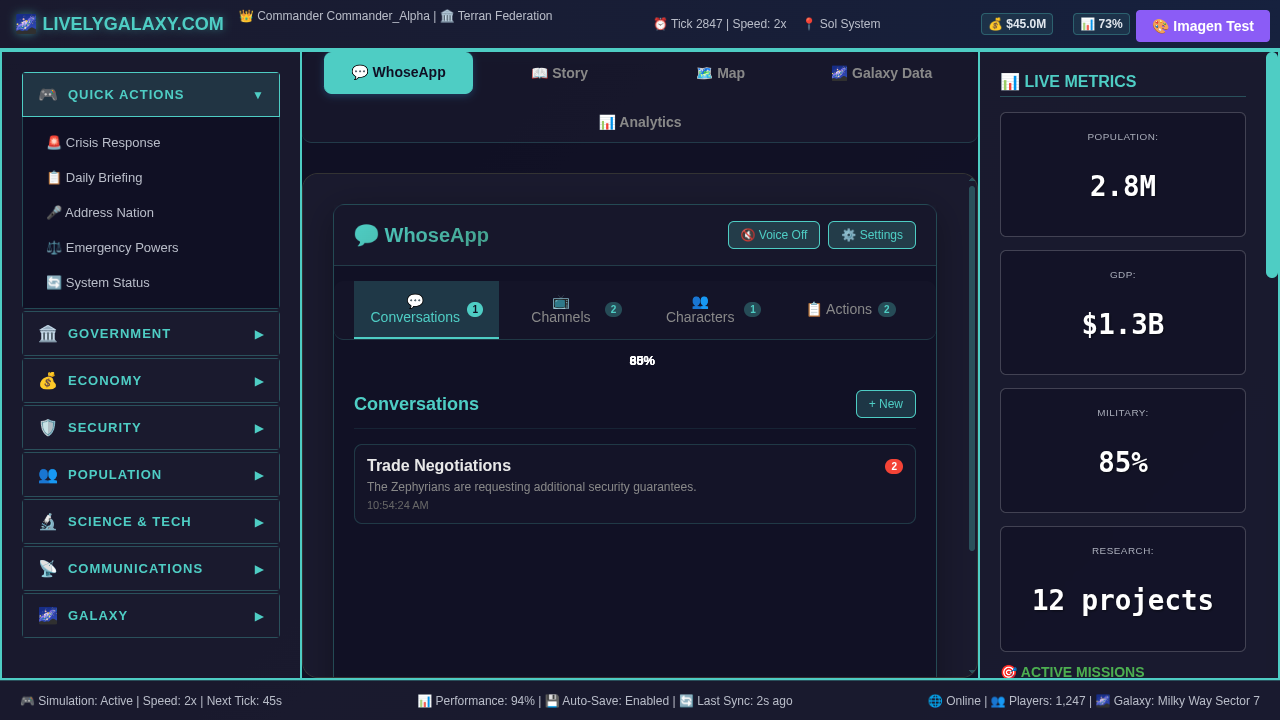 🌌 LIVELYGALAXY.COM
👑 Commander Commander_Alpha | 🏛️ Terran Federation
⏰ Tick 2847 | Speed: 2x 📍 Sol System
💰 $45.0M
📊 73%
🎨 Imagen Test
🎮 QUICK ACTIONS ▼
🚨 Crisis Response
📋 Daily Briefing
🎤 Address Nation
⚖️ Emergency Powers
🔄 System Status
🏛️ GOVERNMENT ▶
💰 ECONOMY ▶
🛡️ SECURITY ▶
👥 POPULATION ▶
🔬 SCIENCE & TECH ▶
📡 COMMUNICATIONS ▶
🌌 GALAXY ▶
💬 WhoseApp
📖 Story
🗺️ Map
🌌 Galaxy Data
📊 Analytics
💬 WhoseApp
🔇 Voice Off
⚙️ Settings
💬 Conversations 1
📺 Channels 2
👥 Characters 1
📋 Actions 2
Conversations
+ New
Trade Negotiations 2
The Zephyrians are requesting additional security guarantees.
10:54:24 AM
📊 LIVE METRICS
POPULATION:
2.8M
GDP:
$1.3B
MILITARY:
85%
RESEARCH:
12 projects
🎯 ACTIVE MISSIONS
🎮 Simulation: Active | Speed: 2x | Next Tick: 45s
📊 Performance: 94% | 💾 Auto-Save: Enabled | 🔄 Last Sync: 2s ago
🌐 Online | 👥 Players: 1,247 | 🌌 Galaxy: Milky Way Sector 7